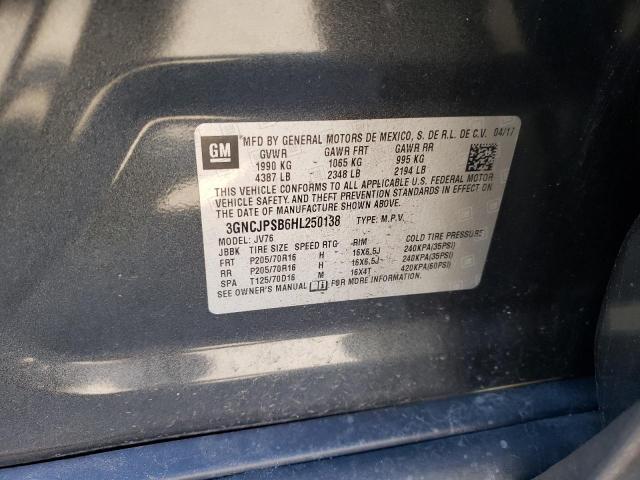 GM
MFD BY GENERAL MOTORS DE MEXICO, S. DE R.L. DE C.V. 04/17
GVWR GAWR FRT GAWR RR
1990 KG 1065 KG 995 KG
4387 LB 2348 LB 2194 LB
THIS VEHICLE CONFORMS TO ALL APPLICABLE U.S. FEDERAL MOTOR
VEHICLE SAFETY, AND THEFT PREVENTION STANDARDS IN EFFECT ON
THE DATE OF MANUFACTURE SHOWN ABOVE.
3GNCJPSB6HL250138 TYPE: M.P.V.
MODEL: JV76
JBBK TIRE SIZE SPEED RTG RIM COLD TIRE PRESSURE
FRT P205/70R16 H 16X6.5J 240KPA(35PSI)
RR P205/70R16 H 16X6.5J 240KPA(35PSI)
SPA T125/70D16 M 16X4T 420KPA(60PSI)
SEE OWNER'S MANUAL FOR MORE INFORMATION.